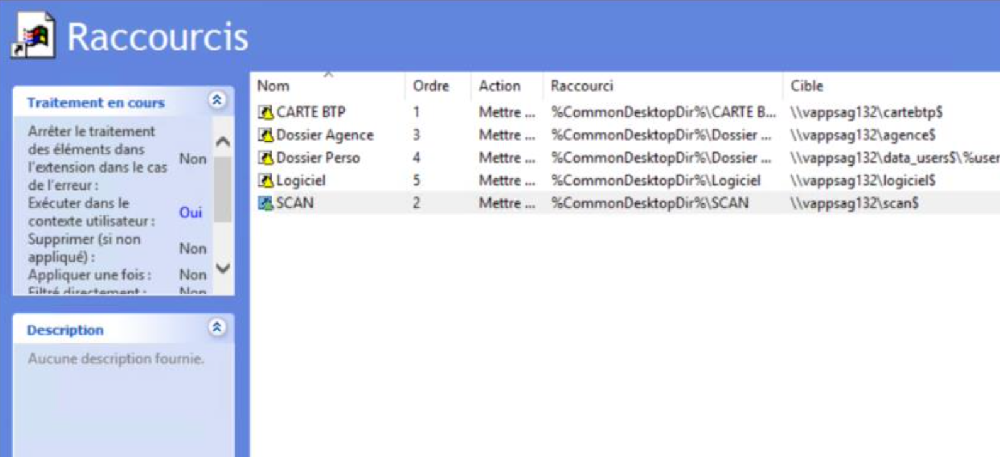 Raccourcis
Traitement en cours
Arrêter le traitement
des éléments dans
l'extension dans le cas
de l'erreur :
Non
Exécuter dans le
contexte utilisateur :
Oui
Supprimer (si non
appliqué) :
Non
Appliquer une fois :
Non
Filtré directement :
Non
Description
Aucune description fournie.
Nom Ordre Action Raccourci Cible
CARTE BTP 1 Mettre ... %CommonDesktopDir%\CARTE B... \\vappsag132\cartebtp$
Dossier Agence 3 Mettre ... %CommonDesktopDir%\Dossier ... \\vappsag132\agence$
Dossier Perso 4 Mettre ... %CommonDesktopDir%\Dossier ... \\vappsag132\data_users$\%user
Logiciel 5 Mettre ... %CommonDesktopDir%\Logiciel \\vappsag132\logiciel$
SCAN 2 Mettre ... %CommonDesktopDir%\SCAN \\vappsag132\scan$